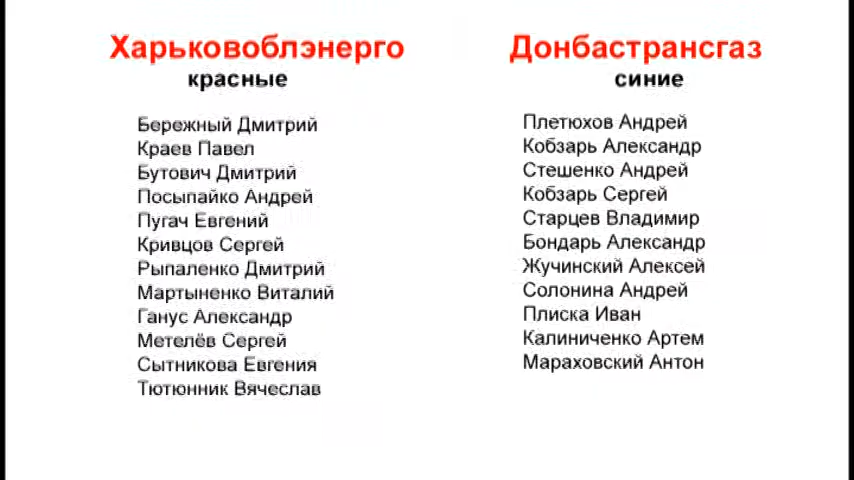 Харьковоблэнерго
красные
Бережный Дмитрий
Краев Павел
Бутович Дмитрий
Посыпайко Андрей
Пугач Евгений
Кривцов Сергей
Рыпаленко Дмитрий
Мартыненко Виталий
Ганус Александр
Метелёв Сергей
Сытникова Евгения
Тютюнник Вячеслав
Донбастрансгаз
синие
Плетюхов Андрей
Кобзарь Александр
Стешенко Андрей
Кобзарь Сергей
Старцев Владимир
Бондарь Александр
Жучинский Алексей
Солонина Андрей
Плиска Иван
Калиниченко Артем
Мараховский Антон